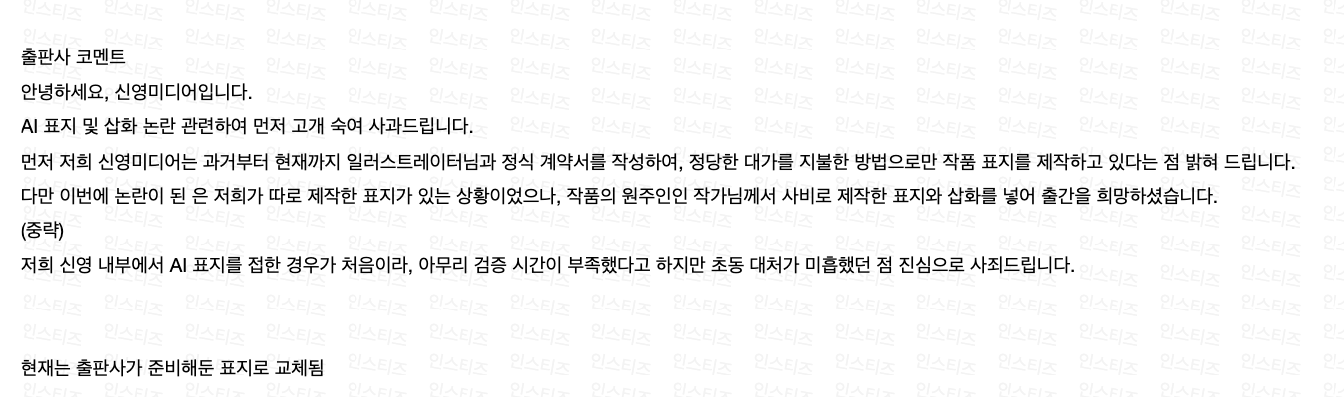 출판사 코멘트
안녕하세요, 신영미디어입니다.
AI 표지 및 삽화 논란 관련하여 먼저 고개 숙여 사과드립니다.
먼저 저희 신영미디어는 과거부터 현재까지 일러스트레이터님과 정식 계약서를 작성하여, 정당한 대가를 지불한 방법으로만 작품 표지를 제작하고 있다는 점 밝혀 드립니다.
다만 이번에 논란이 된 은 저희가 따로 제작한 표지가 있는 상황이었으나, 작품의 원주인인 작가님께서 사비로 제작한 표지와 삽화를 넣어 출간을 희망하셨습니다.
(중략)
저희 신영 내부에서 AI 표지를 접한 경우가 처음이라, 아무리 검증 시간이 부족했다고 하지만 초동 대처가 미흡했던 점 진심으로 사죄드립니다.
현재는 출판사가 준비해둔 표지로 교체됨